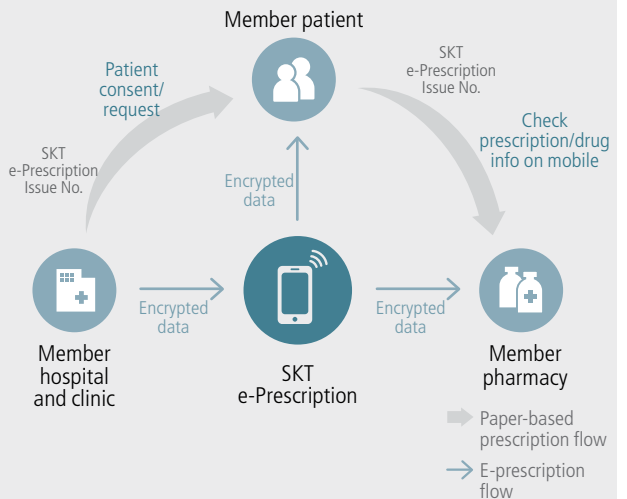 Member patient
Patient
consent/
request
SKT
e-Prescription
Issue No.
SKT
e-Prescription
Issue No.
Check
prescription/drug
info on mobile
Encrypted
data
Encrypted
data
Encrypted
data
Member
hospital
and clinic
SKT
e-Prescription
Member
pharmacy
Paper-based
prescription flow
E-prescription
flow